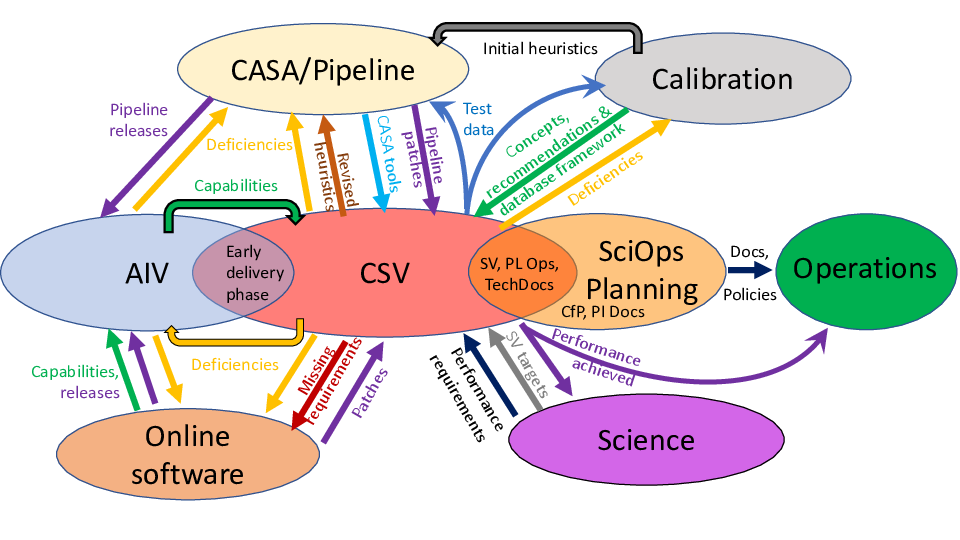 Initial heuristics
CASA/Pipeline
Calibration
Pipeline
releases
Test
data
Deficiencies
CASA tools
Pipeline
patches
Revised
heuristics
Concepts,
recommendations &
database framework
Deficiencies
Capabilities
AIV
Early
delivery
phase
CSV
SV, PL Ops,
TechDocs
SciOps
Planning
CfP, PI Docs
Docs,
Policies
Operations
Capabilities,
releases
Deficiencies
Missing
requirements
Patches
Performance
requirements
SV targets
Performance
achieved
Online
software
Science